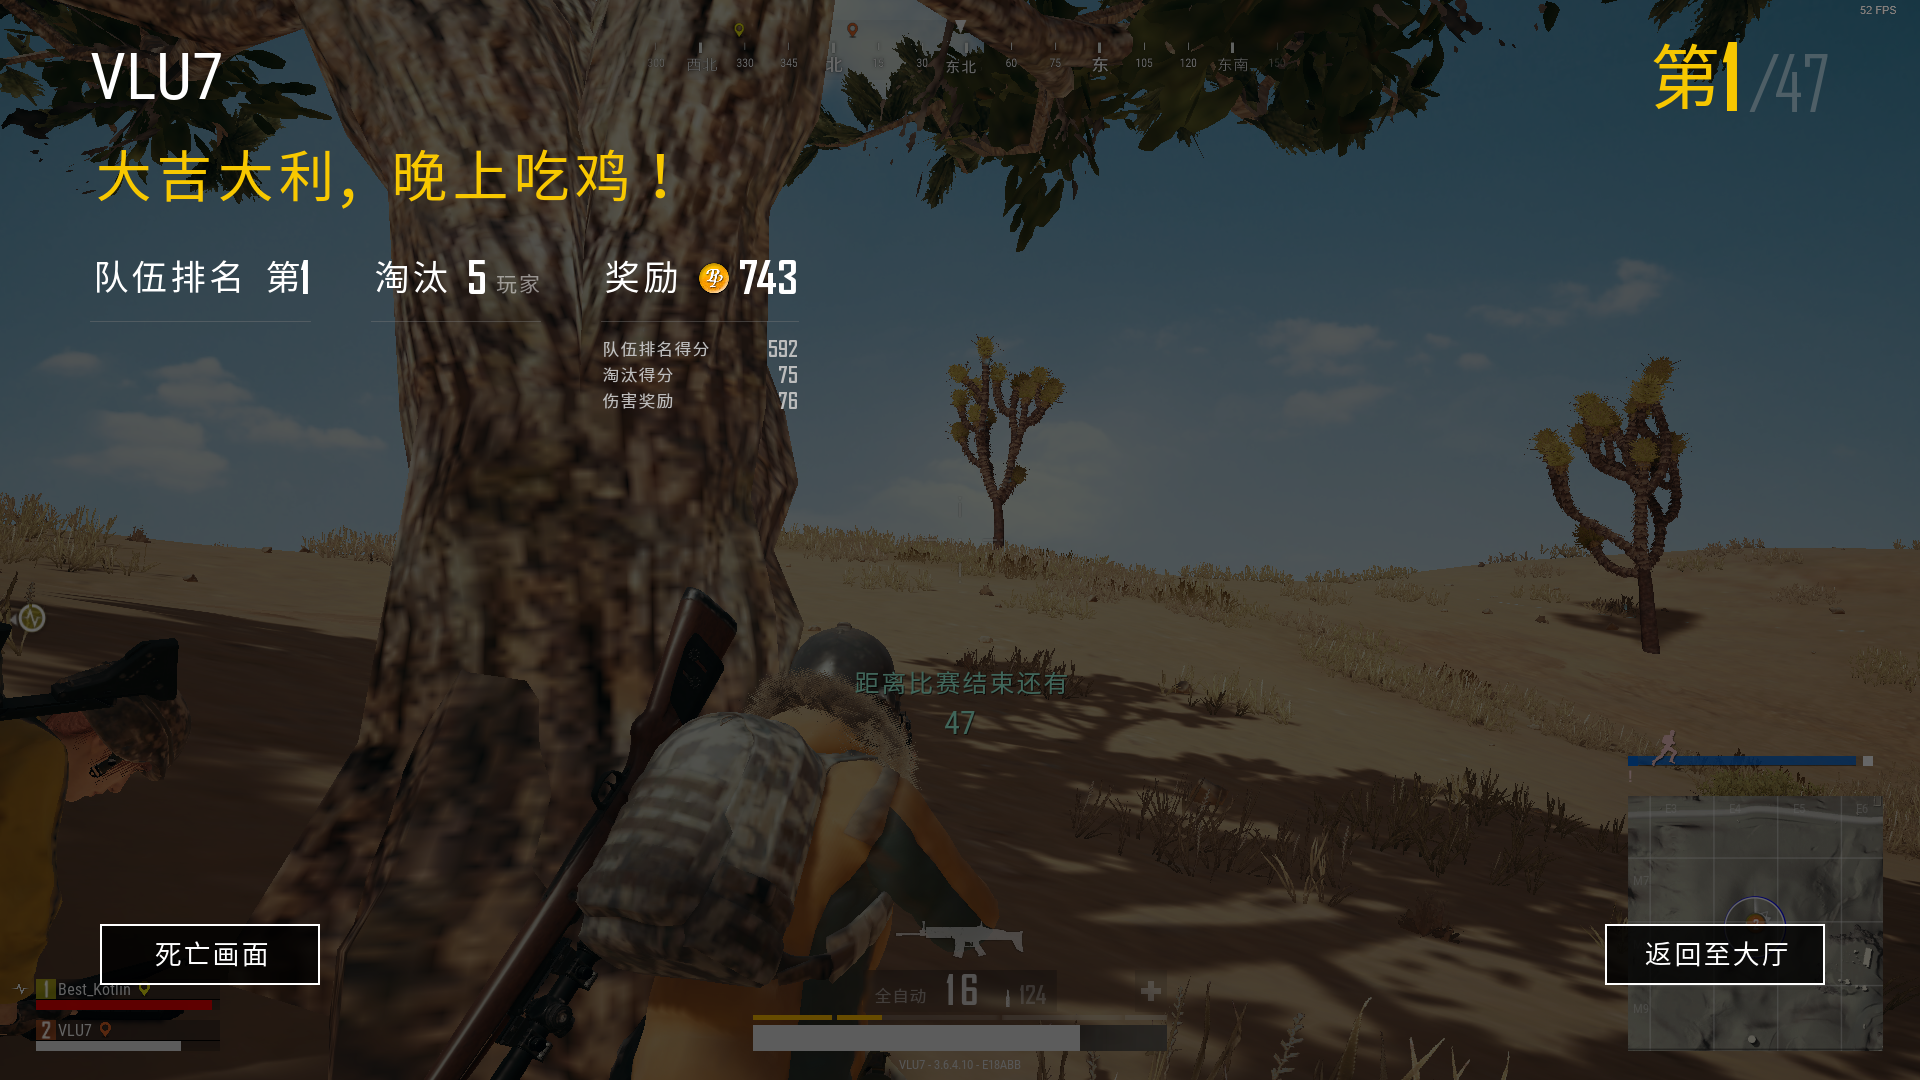 52 FPS
300 西北 330 345 北 15 30 东北 60 75 东 105 120 东南 150
VLU7
第1/47
大吉大利，晚上吃鸡！
队伍排名 第1 淘汰 5 玩家 奖励 743
队伍排名得分 592
淘汰得分 75
伤害奖励 76
距离比赛结束还有
47
死亡画面
返回至大厅
1 Best_Kotlin
2 VLU7
全自动 16 124
VLU7 - 3.6.4.10 - E18ABB